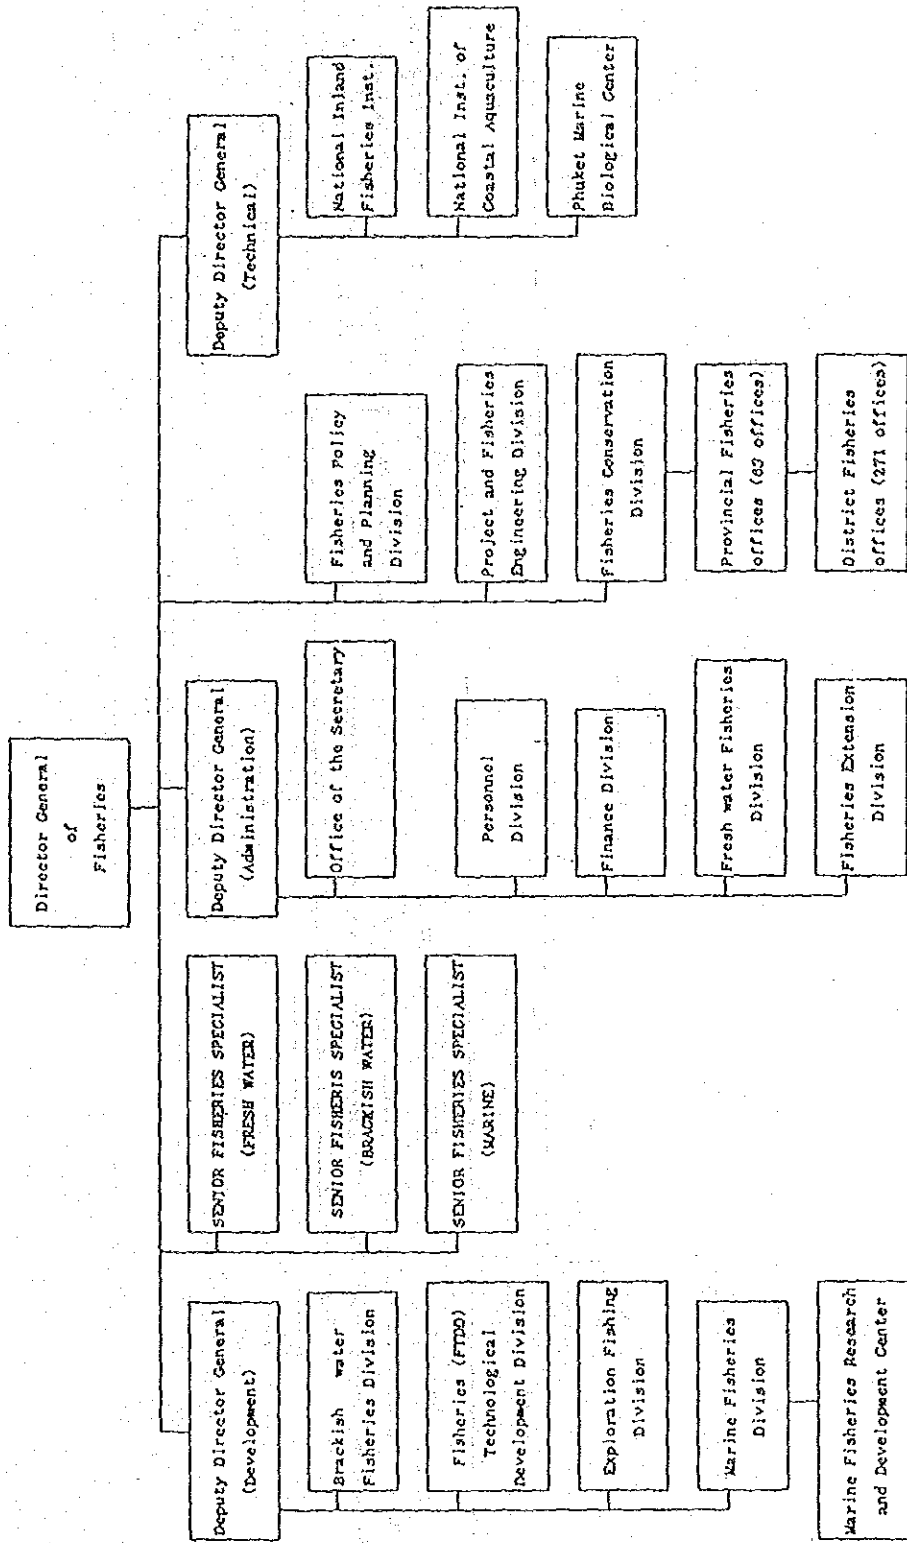 Director General
of
Fisheries
Deputy Director General
(Development)
Brackish water
Fisheries Division
Fisheries (FTDD)
Technological
Development Division
Exploration Fishing
Division
Marine Fisheries
Division
Marine Fisheries Research
and Development Center
SENIOR FISHERIES SPECIALIST
(FRESH WATER)
SENIOR FISHERIS SPECIALIST
(BRACKISH WATER)
SENIOR FISHERIES SPECIALIST
(MARINE)
Deputy Director General
(Administration)
Office of the Secretary
Personnel
Division
Finance Division
Fresh water Fisheries
Division
Fisheries Extension
Division
Fisheries Policy
and Planning
Division
Project and Fisheries
Engineering Division
Fisheries Conservation
Division
Provincial Fisheries
offices (63 offices)
District Fisheries
offices (271 offices)
Deputy Director General
(Technical)
National Inland
Fisheries Inst.
National Inst. of
Coastal Aquaculture
Phuket Marine
Biological Center